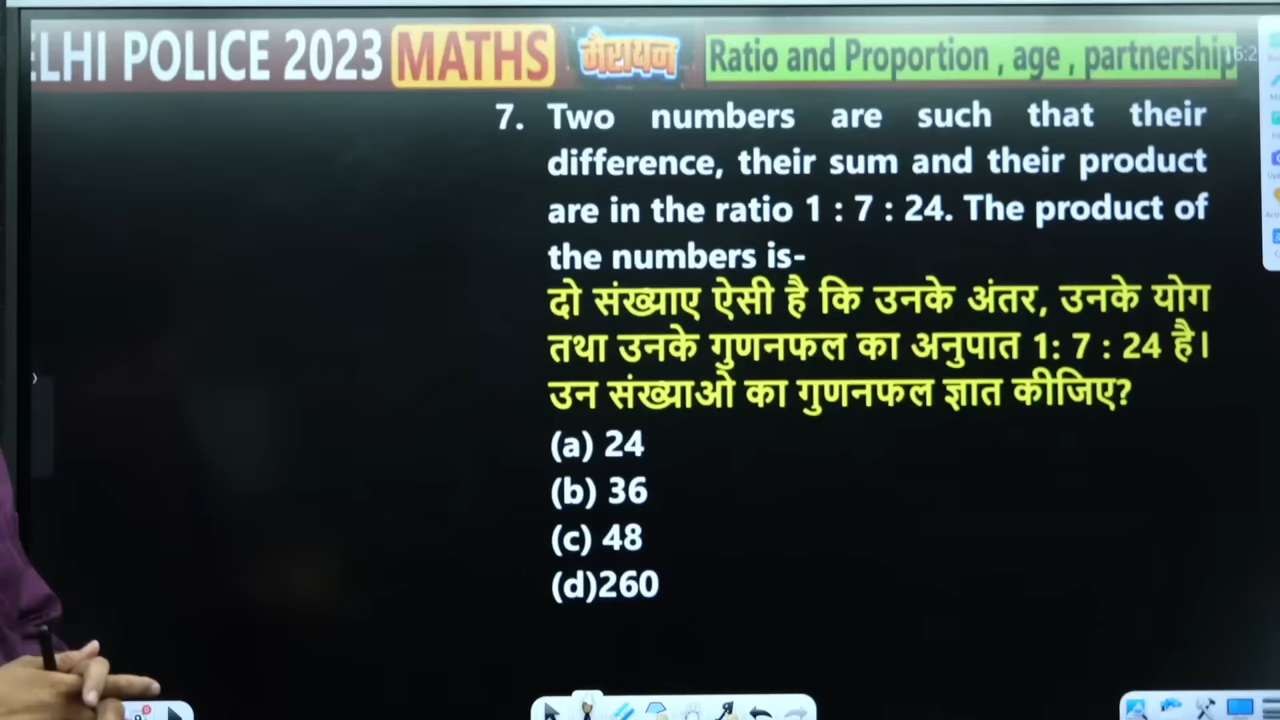 ELHI POLICE 2023 MATHS मैराथन Ratio and Proportion , age , partnership
7. Two numbers are such that their
difference, their sum and their product
are in the ratio 1 : 7 : 24. The product of
the numbers is-
दो संख्याए ऐसी है कि उनके अंतर, उनके योग
तथा उनके गुणनफल का अनुपात 1: 7 : 24 है।
उन संख्याओ का गुणनफल ज्ञात कीजिए?
(a) 24
(b) 36
(c) 48
(d)260